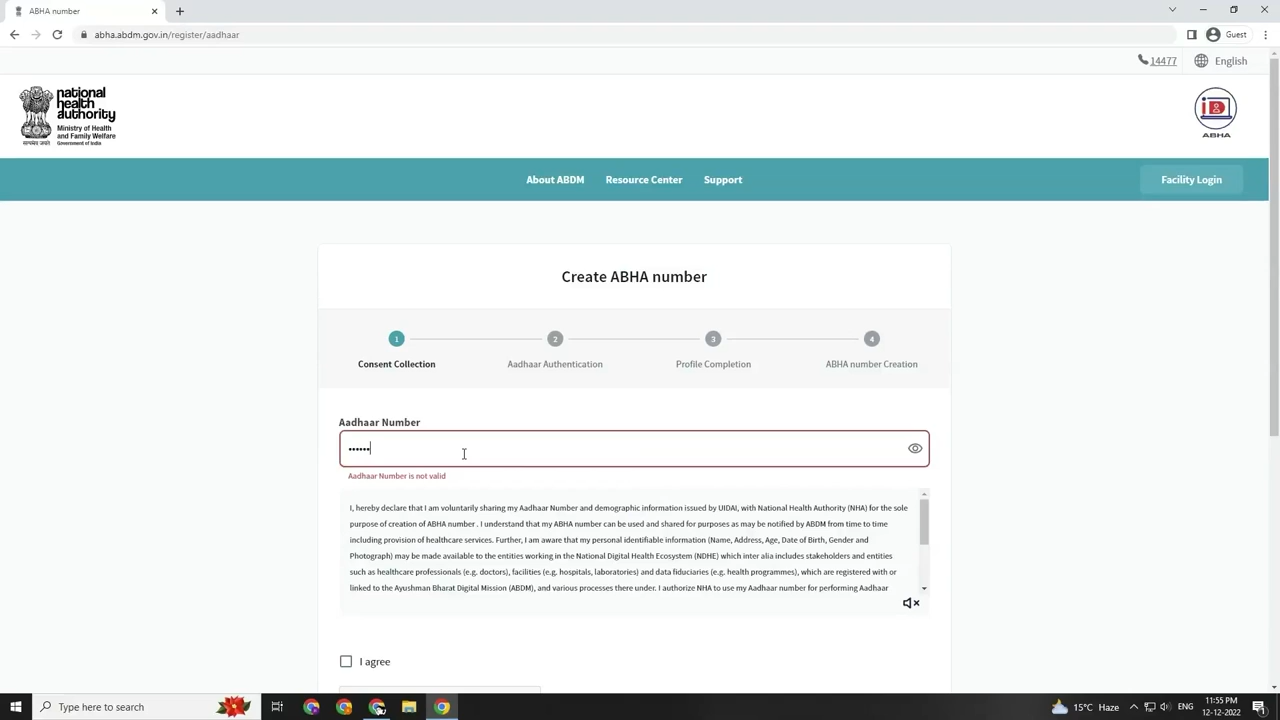 ABHA number
abha.abdm.gov.in/register/aadhaar
Guest
14477
English
national
health
authority
Ministry of Health
and Family Welfare
Government of India
सत्यमेव जयते
ABHA
About ABDM
Resource Center
Support
Facility Login
Create ABHA number
1
2
3
4
Consent Collection
Aadhaar Authentication
Profile Completion
ABHA number Creation
Aadhaar Number
••••••
Aadhaar Number is not valid
I, hereby declare that I am voluntarily sharing my Aadhaar Number and demographic information issued by UIDAI, with National Health Authority (NHA) for the sole
purpose of creation of ABHA number . I understand that my ABHA number can be used and shared for purposes as may be notified by ABDM from time to time
including provision of healthcare services. Further, I am aware that my personal identifiable information (Name, Address, Age, Date of Birth, Gender and
Photograph) may be made available to the entities working in the National Digital Health Ecosystem (NDHE) which inter alia includes stakeholders and entities
such as healthcare professionals (e.g. doctors), facilities (e.g. hospitals, laboratories) and data fiduciaries (e.g. health programmes), which are registered with or
linked to the Ayushman Bharat Digital Mission (ABDM), and various processes there under. I authorize NHA to use my Aadhaar number for performing Aadhaar
I agree
Type here to search
15°C Haze
ENG
11:55 PM
12-12-2022